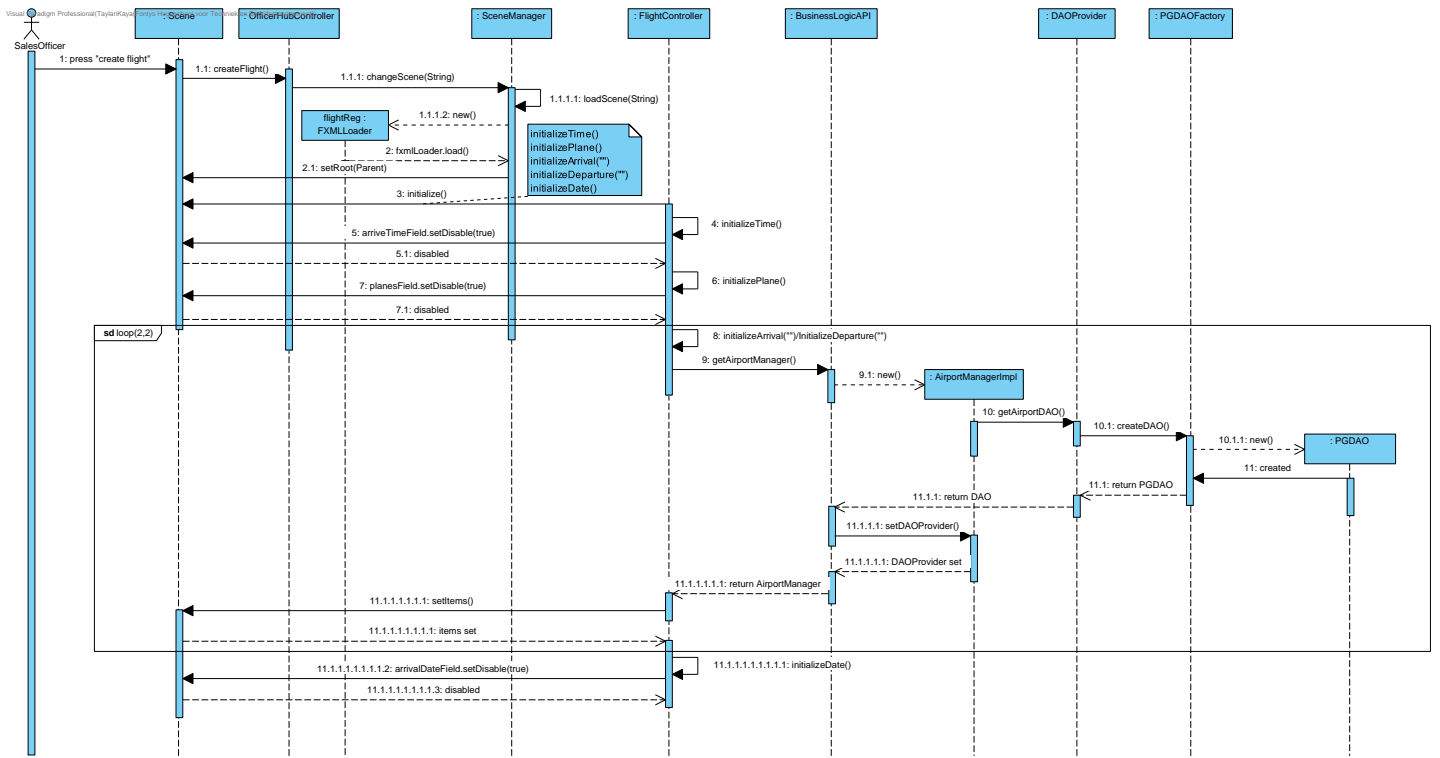 Visual Paradigm Professional(TaylanKaya(Fontys Hogeschool voor Techniek
: Scene
: OfficerHubController
: SceneManager
: FlightController
: BusinessLogicAPI
: DAOProvider
: PGDAOFactory
SalesOfficer
1: press "create flight"
1.1: createFlight()
1.1.1: changeScene(String)
1.1.1.1: loadScene(String)
flightReg :
FXMLLoader
1.1.1.2: new()
initializeTime()
initializePlane()
initializeArrival("")
initializeDeparture("")
initializeDate()
2: fxmlLoader.load()
2.1: setRoot(Parent)
3: initialize()
4: initializeTime()
5: arriveTimeField.setDisable(true)
5.1: disabled
6: initializePlane()
7: planesField.setDisable(true)
7.1: disabled
sd loop(2,2)
8: initializeArrival("")/InitializeDeparture("")
9: getAirportManager()
9.1: new()
: AirportManagerImpl
10: getAirportDAO()
10.1: createDAO()
10.1.1: new()
: PGDAO
11: created
11.1: return PGDAO
11.1.1: return DAO
11.1.1.1: setDAOProvider()
11.1.1.1.1: DAOProvider set
11.1.1.1.1.1: return AirportManager
11.1.1.1.1.1.1: setItems()
11.1.1.1.1.1.1.1: items set
11.1.1.1.1.1.1.1.1: initializeDate()
11.1.1.1.1.1.1.1.2: arrivalDateField.setDisable(true)
11.1.1.1.1.1.1.1.3: disabled